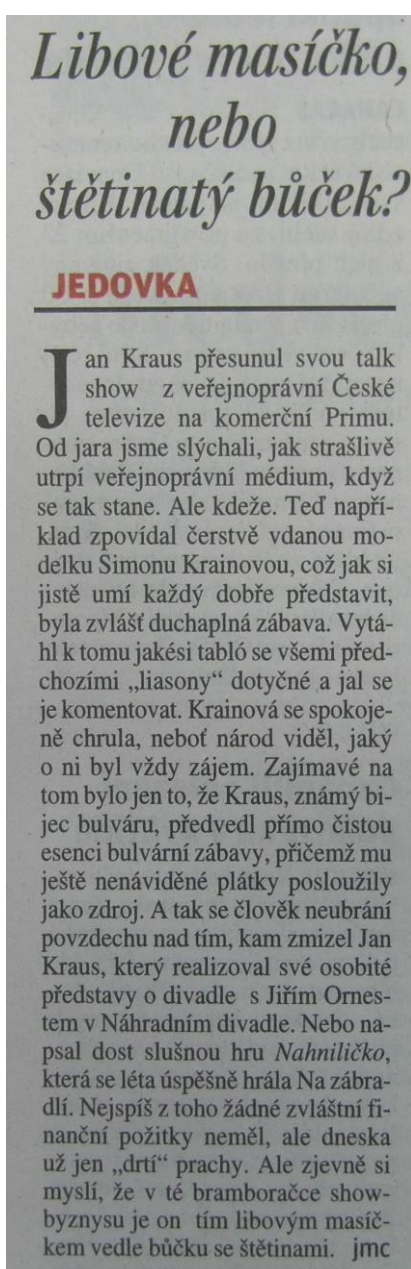 Libové masíčko,
nebo
štětinatý bůček?
JEDOVKA
Jan Kraus přesunul svou talk
show z veřejnoprávní České
televize na komerční Primu.
Od jara jsme slýchali, jak strašlivě
utrpí veřejnoprávní médium, když
se tak stane. Ale kdeže. Teď napří-
klad zpovídal čerstvě vdanou mo-
delku Simonu Krainovou, což jak si
jistě umí každý dobře představit,
byla zvlášť duchaplná zábava. Vytá-
hl k tomu jakési tabló se všemi před-
chozími „liasony“ dotyčné a jal se
je komentovat. Krainová se spokoje-
ně chrula, neboť národ viděl, jaký
o ni byl vždy zájem. Zajímavé na
tom bylo jen to, že Kraus, známý bi-
jec bulváru, předvedl přímo čistou
esenci bulvární zábavy, přičemž mu
ještě nenáviděné plátky posloužily
jako zdroj. A tak se člověk neubrání
povzdechu nad tím, kam zmizel Jan
Kraus, který realizoval své osobité
představy o divadle s Jiřím Ornes-
tem v Náhradním divadle. Nebo na-
psal dost slušnou hru Nahniličko,
která se léta úspěšně hrála Na zábra-
dlí. Nejspíš z toho žádné zvláštní fi-
nanční požitky neměl, ale dneska
už jen „drtí“ prachy. Ale zjevně si
myslí, že v té bramboračce show-
byznysu je on tím libovým masíč-
kem vedle bůčku se štětinami. jmc